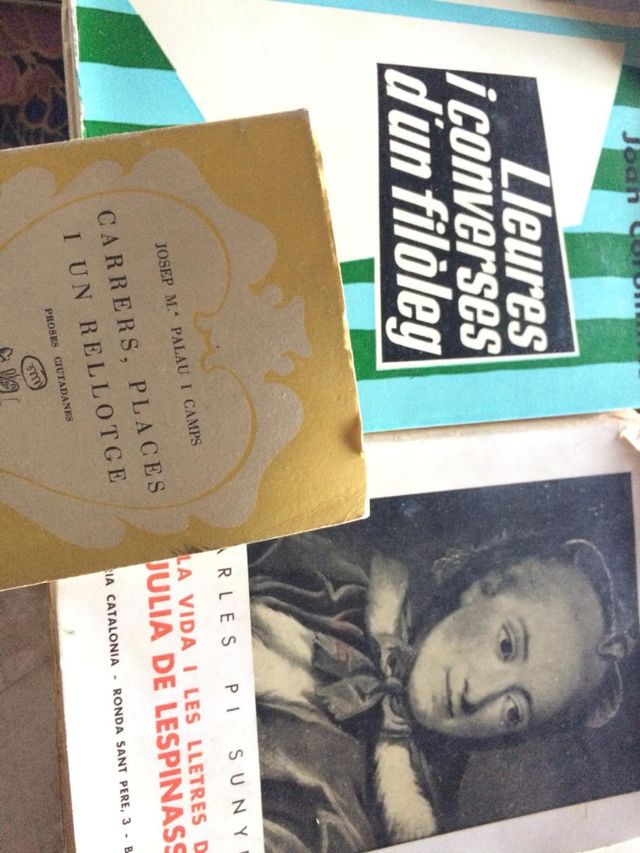 Lleures
i converses
d'un filòleg
Joan
JOSEP M.ª PALAU I CAMPS
CARRERS, PLACES
I UN RELLOTGE
PROSES CIUTADANES
PI SUNY
LA VIDA I LES LLETRES D
JULIA DE LESPINASS
CATALONIA - RONDA SANT PERE, 3 - B